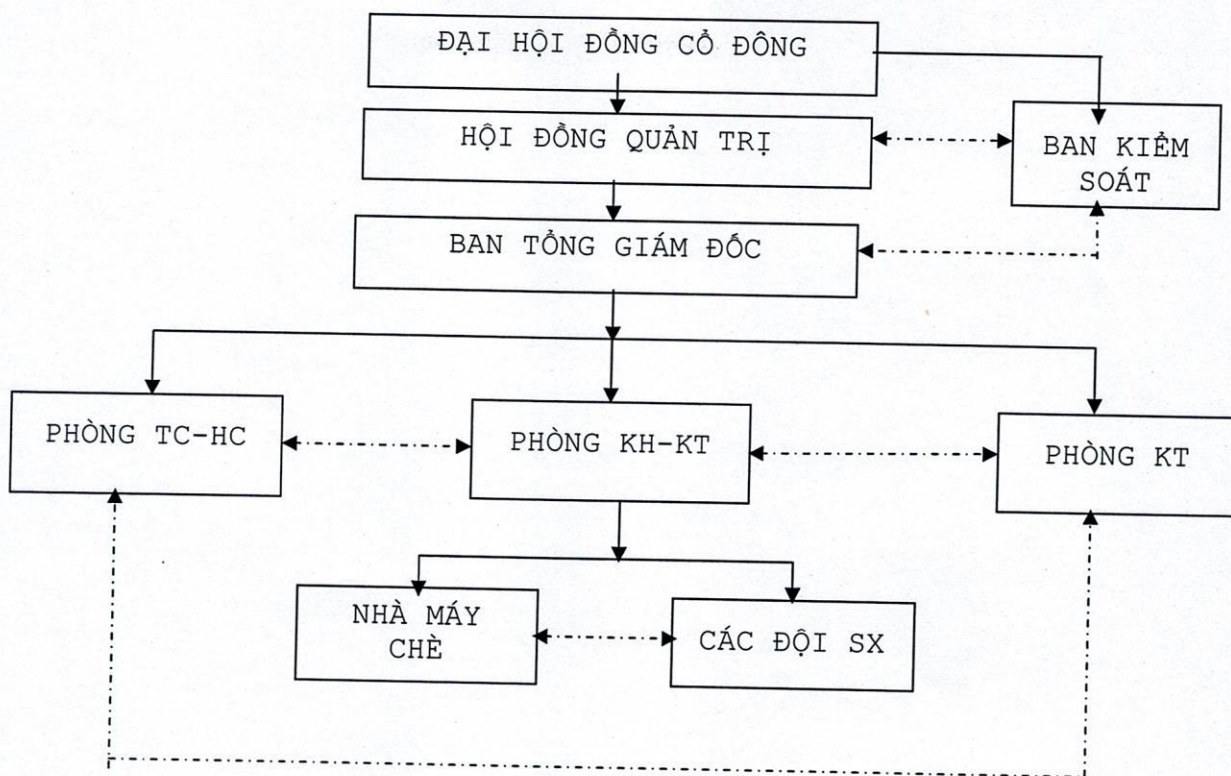 ĐẠI HỘI ĐỒNG CỔ ĐÔNG
HỘI ĐỒNG QUẢN TRỊ
BAN KIỂM
SOÁT
BAN TỔNG GIÁM ĐỐC
PHÒNG TC-HC
PHÒNG KH-KT
PHÒNG KT
NHÀ MÁY
CHÈ
CÁC ĐỘI SX